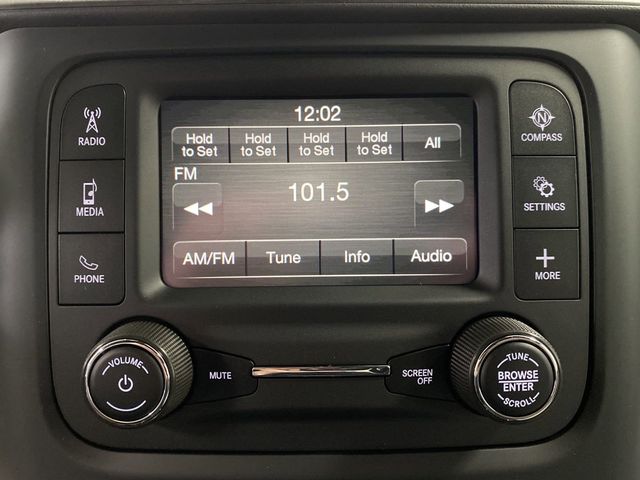 12:02
Hold to Set Hold to Set Hold to Set Hold to Set All
FM
101.5
AM/FM Tune Info Audio
RADIO
MEDIA
PHONE
COMPASS
SETTINGS
MORE
VOLUME
MUTE
SCREEN
OFF
TUNE
BROWSE
ENTER
SCROLL